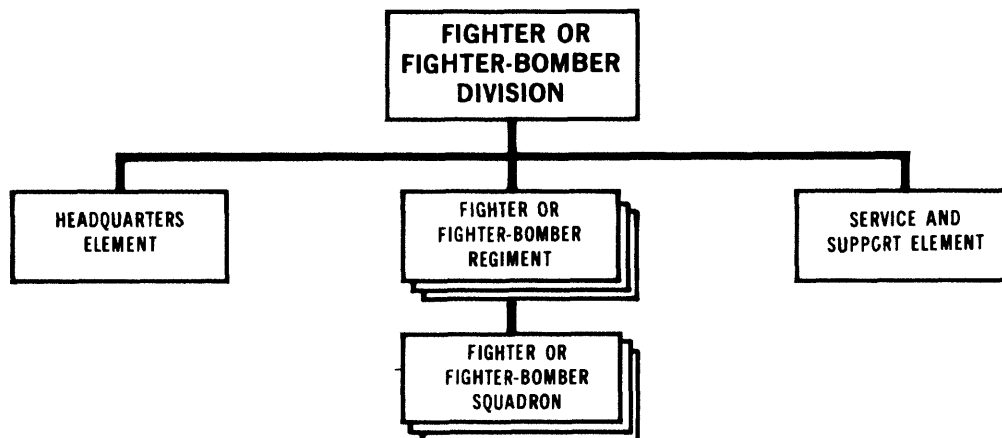 FIGHTER OR
FIGHTER-BOMBER
DIVISION
HEADQUARTERS
ELEMENT
FIGHTER OR
FIGHTER-BOMBER
REGIMENT
SERVICE AND
SUPPORT ELEMENT
FIGHTER OR
FIGHTER-BOMBER
SQUADRON